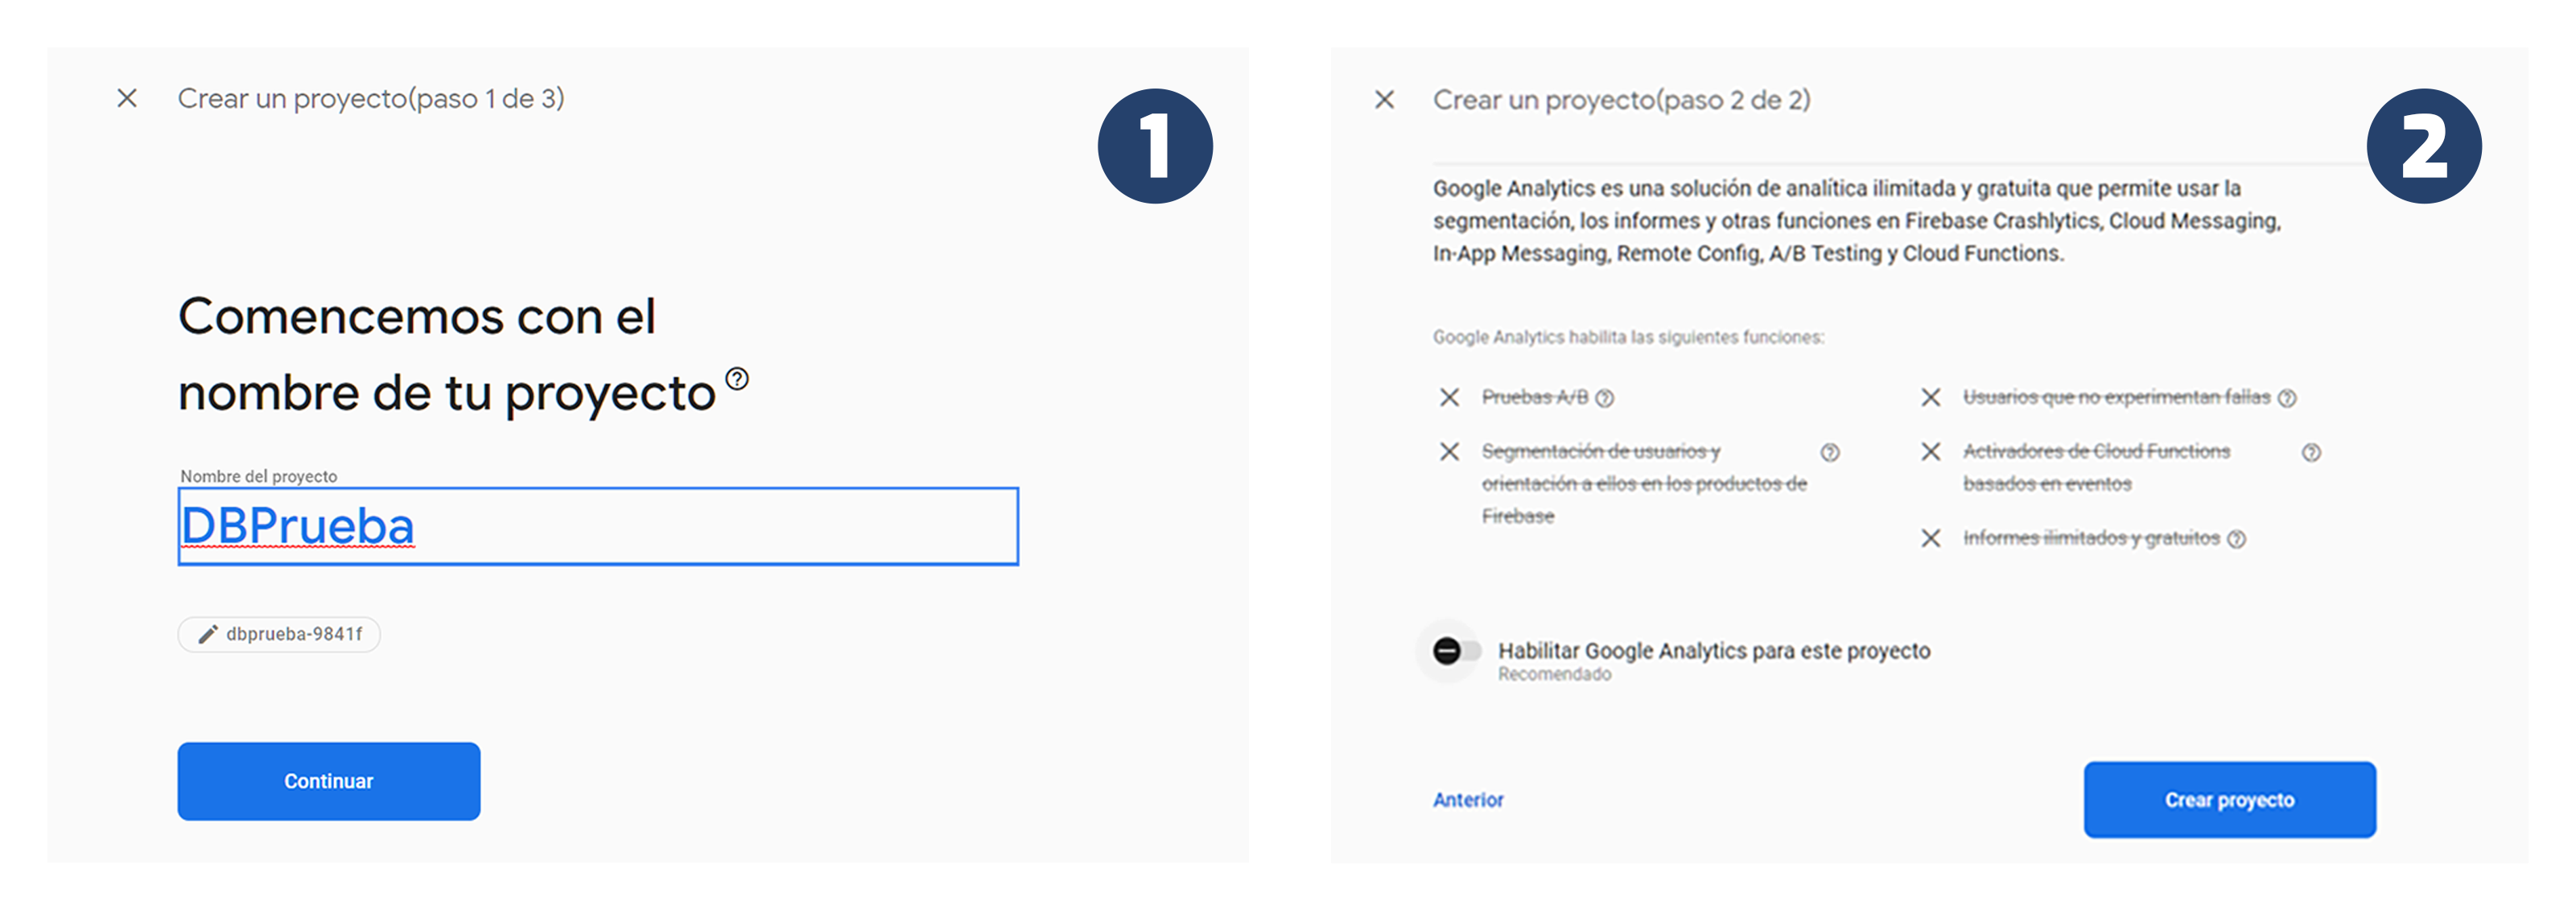 Crear un proyecto(paso 1 de 3)
1
Comencemos con el
nombre de tu proyecto
Nombre del proyecto
DBPrueba
dbprueba-9841f
Continuar
Crear un proyecto(paso 2 de 2)
2
Google Analytics es una solución de analítica ilimitada y gratuita que permite usar la
segmentación, los informes y otras funciones en Firebase Crashlytics, Cloud Messaging,
In-App Messaging, Remote Config, A/B Testing y Cloud Functions.
Google Analytics habilita las siguientes funciones:
Pruebas A/B
Segmentación de usuarios y
orientación a ellos en los productos de
Firebase
Usuarios que no experimentan fallas
Activadores de Cloud Functions
basados en eventos
Informes ilimitados y gratuitos
Habilitar Google Analytics para este proyecto
Recomendado
Anterior
Crear proyecto